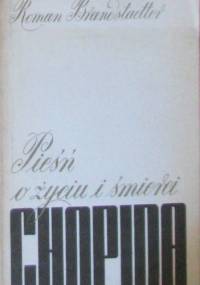 Roman Brandstaetter
Pieśń
o życiu i śmierci
CHOPINA